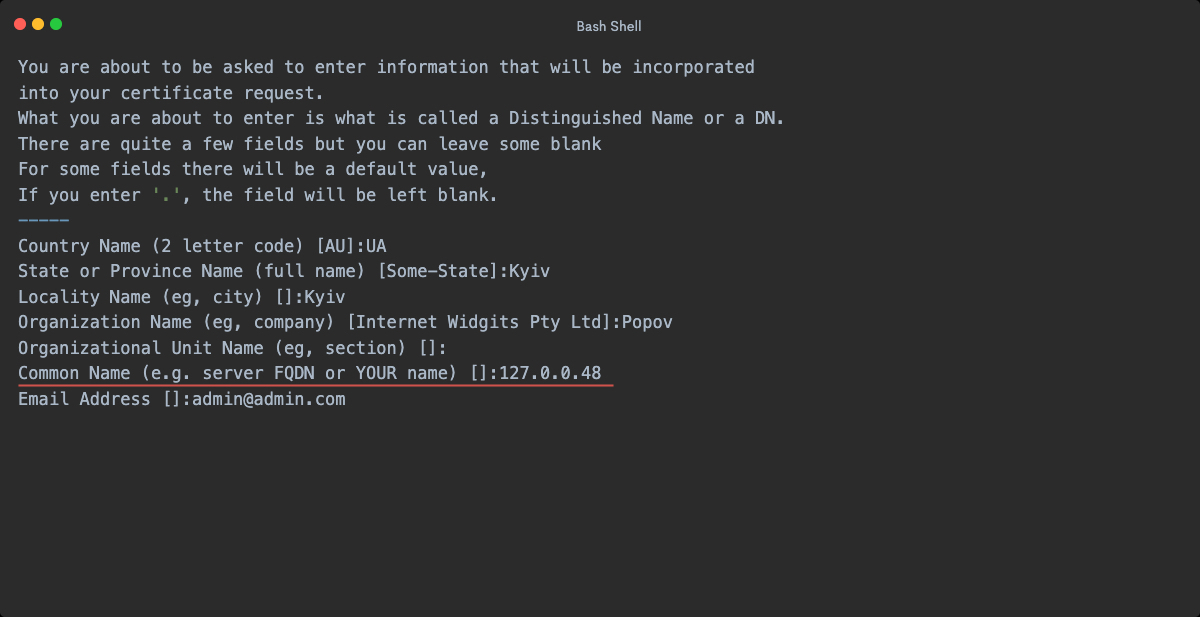 Bash Shell
You are about to be asked to enter information that will be incorporated
into your certificate request.
What you are about to enter is what is called a Distinguished Name or a DN.
There are quite a few fields but you can leave some blank
For some fields there will be a default value,
If you enter '.', the field will be left blank.
-----
Country Name (2 letter code) [AU]:UA
State or Province Name (full name) [Some-State]:Kyiv
Locality Name (eg, city) []:Kyiv
Organization Name (eg, company) [Internet Widgits Pty Ltd]:Popov
Organizational Unit Name (eg, section) []:
Common Name (e.g. server FQDN or YOUR name) []:127.0.0.48
Email Address []:admin@admin.com